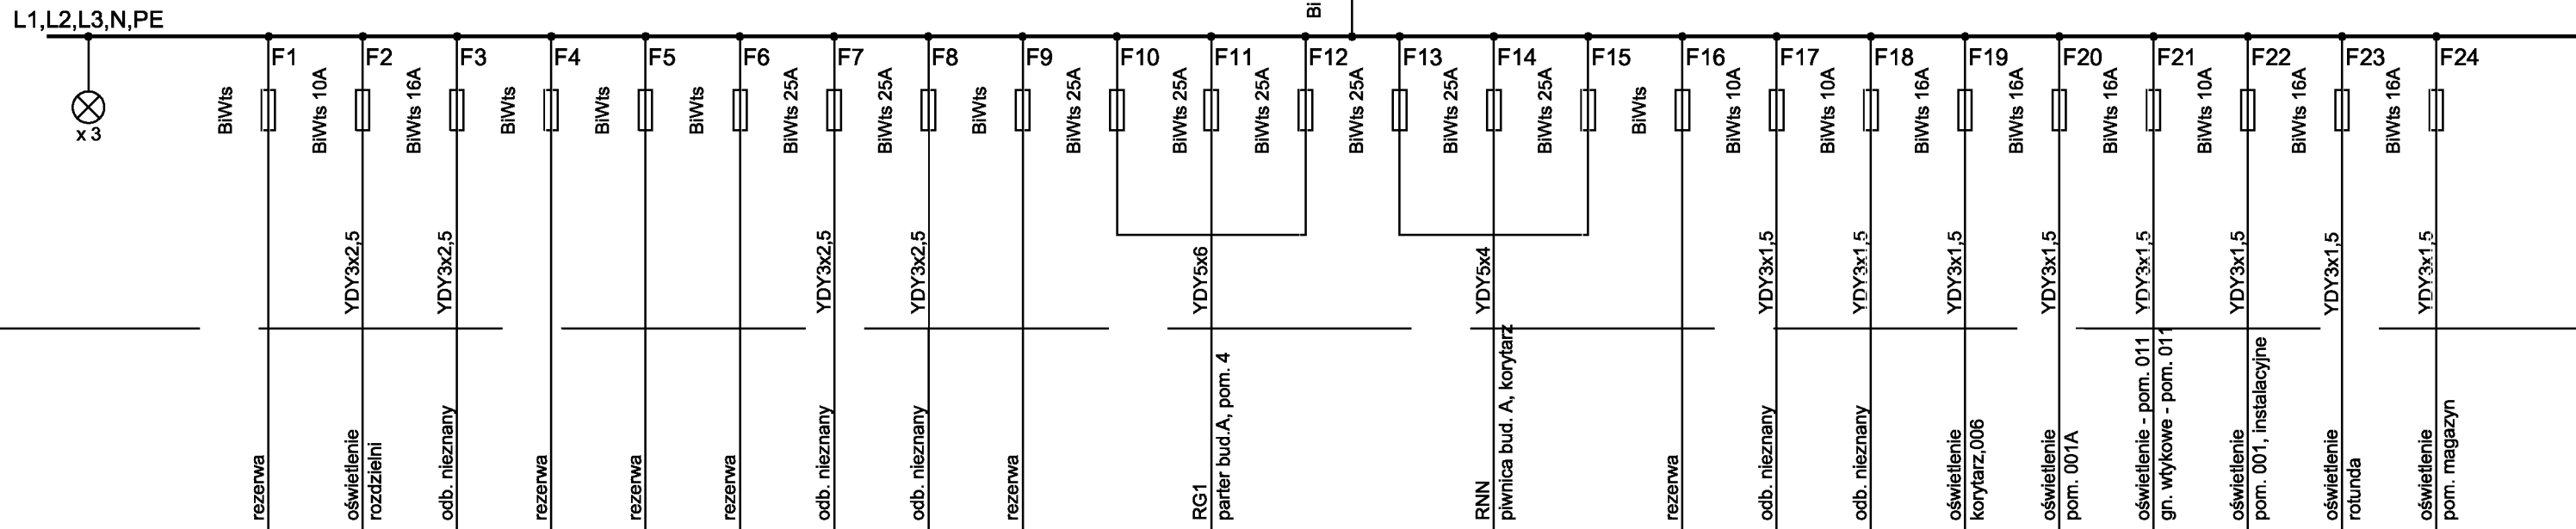 L1,L2,L3,N,PE
Bi
F1
F2
F3
F4
F5
F6
F7
F8
F9
F10
F11
F12
F13
F14
F15
F16
F17
F18
F19
F20
F21
F22
F23
F24
x 3
BiWts
BiWts 10A
BiWts 16A
BiWts
BiWts
BiWts
BiWts 25A
BiWts 25A
BiWts
BiWts 25A
BiWts 25A
BiWts 25A
BiWts 25A
BiWts 25A
BiWts 25A
BiWts
BiWts 10A
BiWts 10A
BiWts 16A
BiWts 16A
BiWts 16A
BiWts 10A
BiWts 16A
BiWts 16A
YDY3x2,5
YDY3x2,5
YDY3x2,5
YDY3x2,5
YDY5x6
YDY5x4
YDY3x1,5
YDY3x1,5
YDY3x1,5
YDY3x1,5
YDY3x1,5
YDY3x1,5
YDY3x1,5
YDY3x1,5
rezerwa
oświetlenie
rozdzielni
odb. nieznany
rezerwa
rezerwa
rezerwa
odb. nieznany
odb. nieznany
rezerwa
RG1
parter bud.A, pom. 4
RNN
piwnica bud. A, korytarz
rezerwa
odb. nieznany
odb. nieznany
oświetlenie
korytarz,006
oświetlenie
pom. 001A
oświetlenie - pom. 011
gn. wtykowe - pom. 011
oświetlenie
pom. 001, instalacyjne
oświetlenie
rotunda
oświetlenie
pom. magazyn